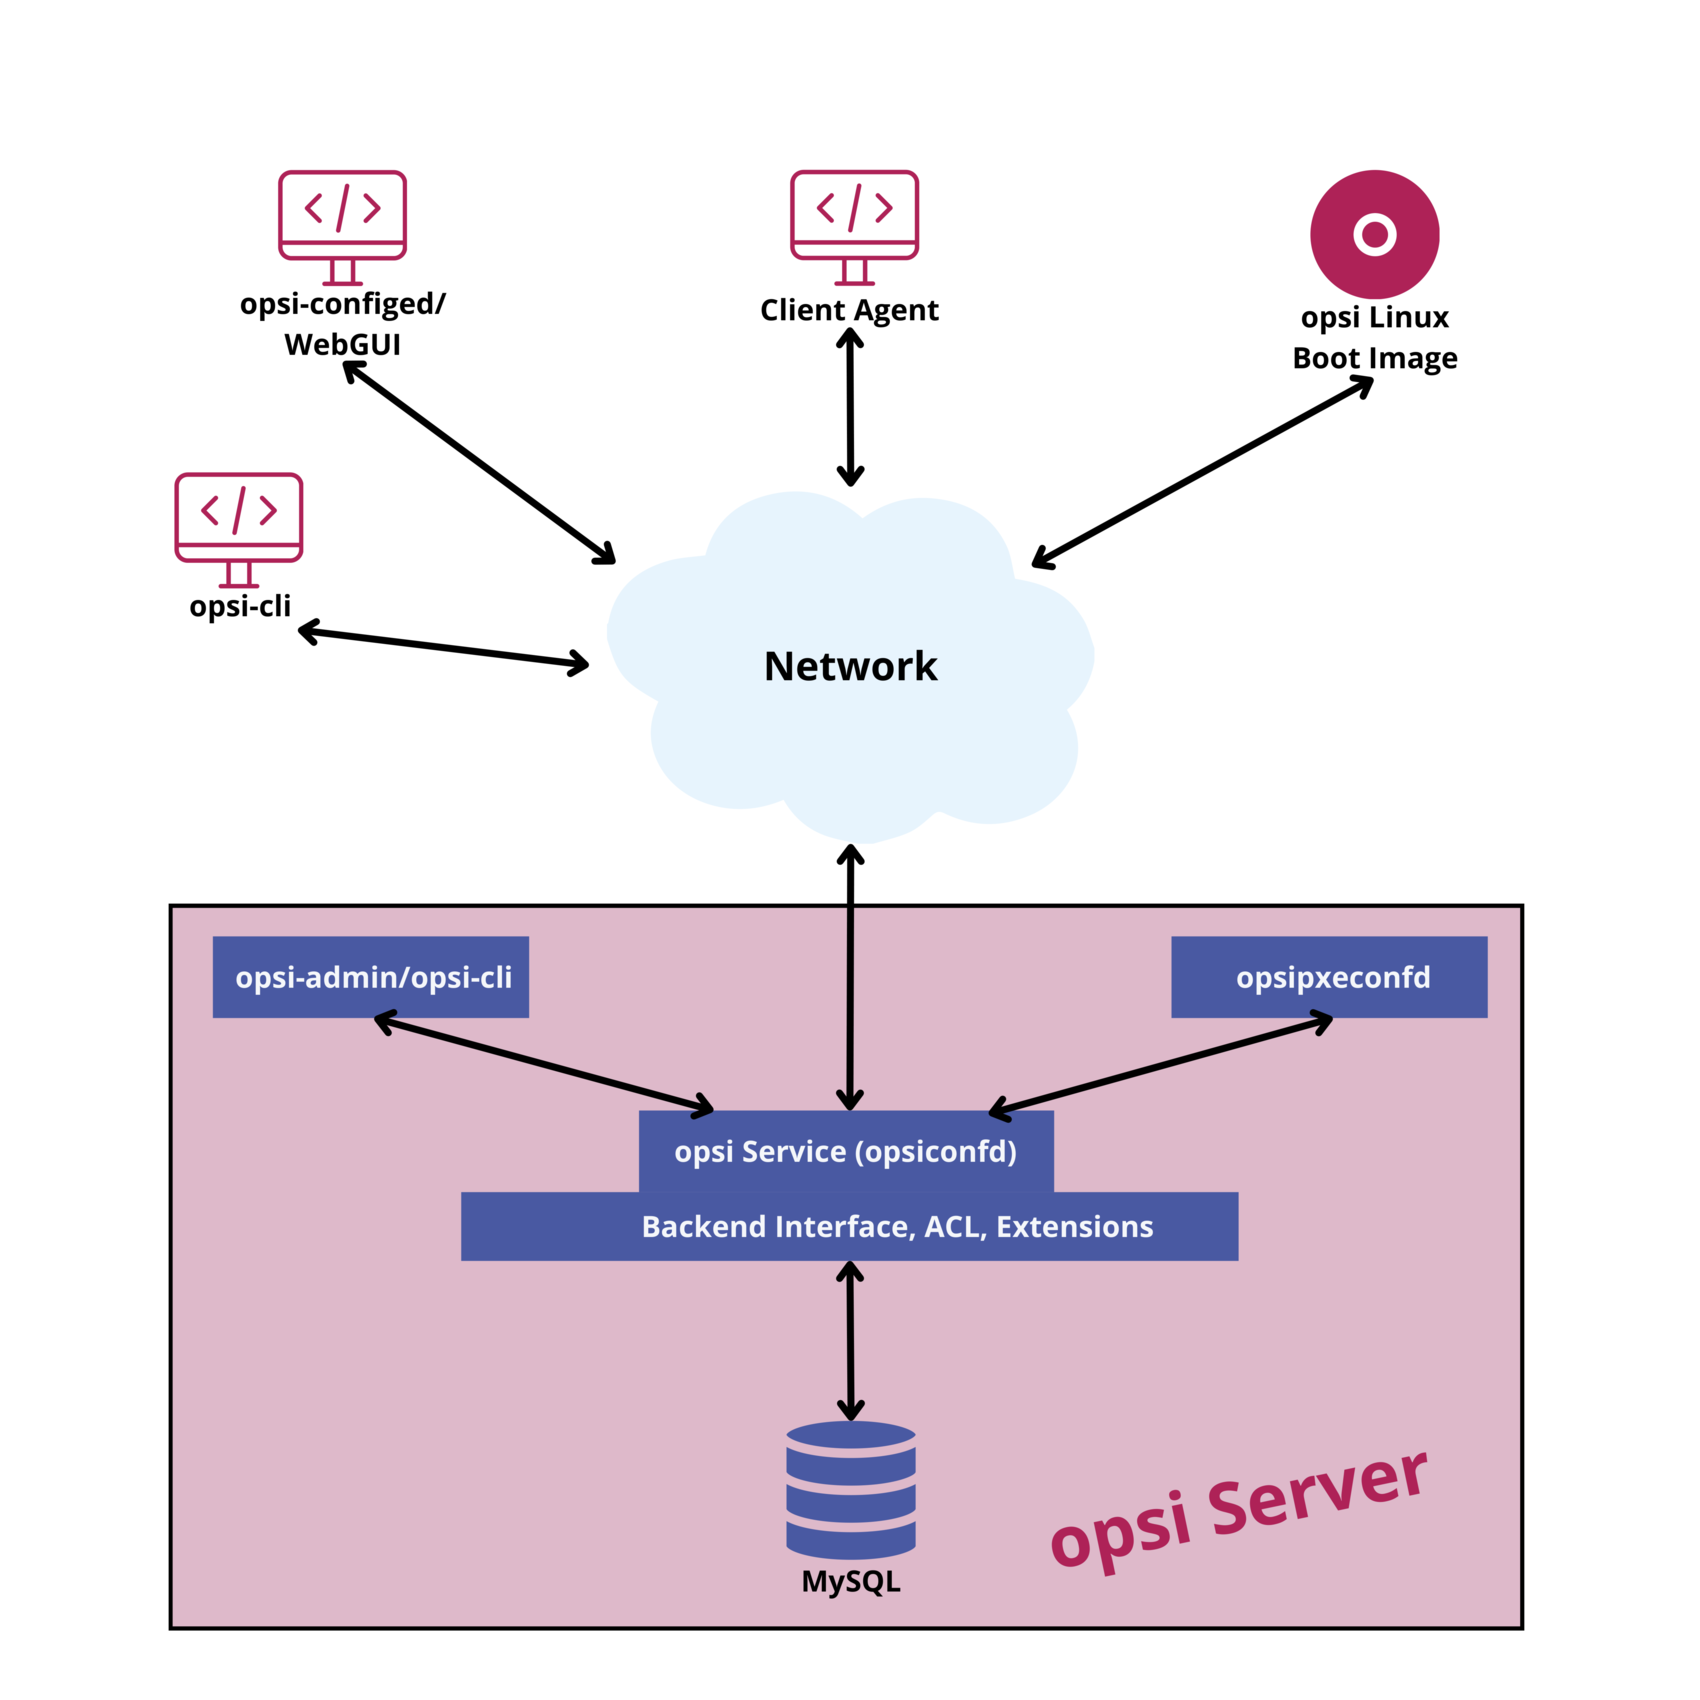 opsi-configed/
WebGUI
Client Agent
opsi Linux
Boot Image
opsi-cli
Network
opsi-admin/opsi-cli
opsipxeconfd
opsi Service (opsiconfd)
Backend Interface, ACL, Extensions
MySQL
opsi Server